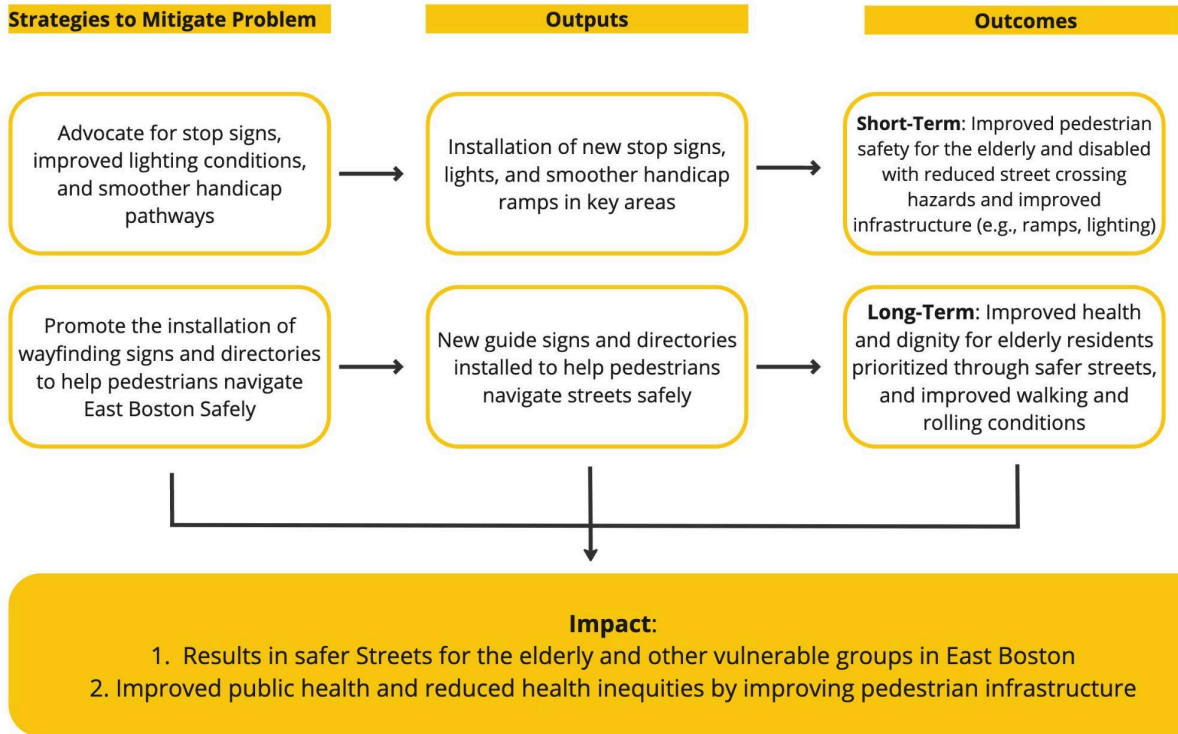 Strategies to Mitigate Problem
Outputs
Outcomes
Advocate for stop signs,
improved lighting conditions,
and smoother handicap
pathways
Installation of new stop signs,
lights, and smoother handicap
ramps in key areas
Short-Term: Improved pedestrian
safety for the elderly and disabled
with reduced street crossing
hazards and improved
infrastructure (e.g., ramps, lighting)
Promote the installation of
wayfinding signs and directories
to help pedestrians navigate
East Boston Safely
New guide signs and directories
installed to help pedestrians
navigate streets safely
Long-Term: Improved health
and dignity for elderly residents
prioritized through safer streets,
and improved walking and
rolling conditions
Impact:
1. Results in safer Streets for the elderly and other vulnerable groups in East Boston
2. Improved public health and reduced health inequities by improving pedestrian infrastructure